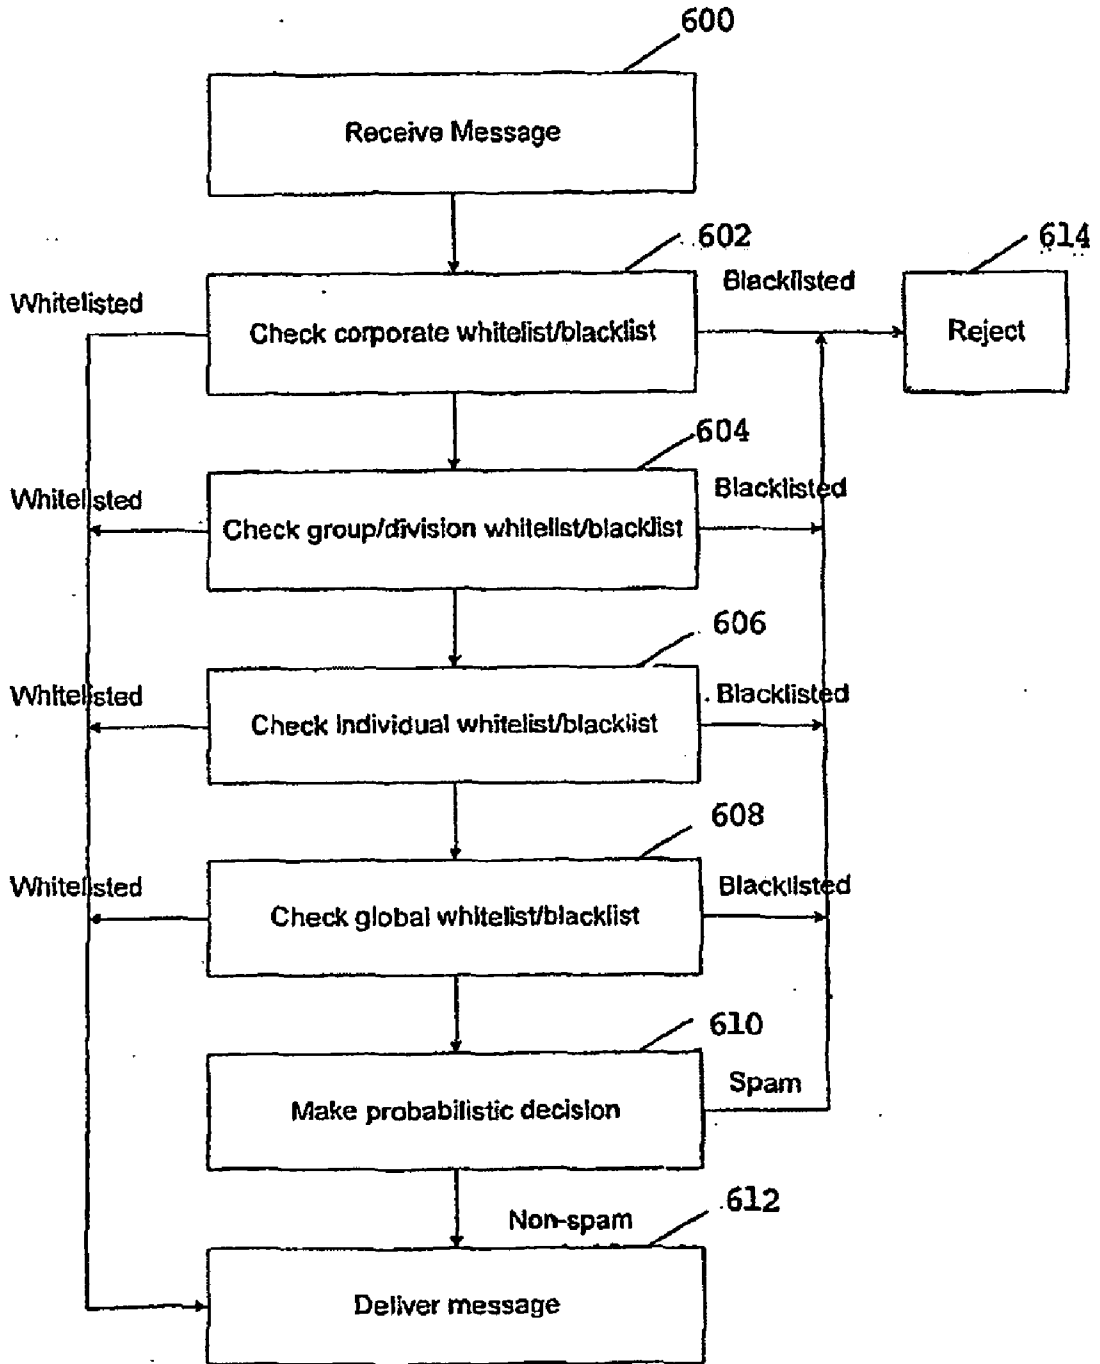 600
Receive Message
602
614
Whitelisted
Blacklisted
Check corporate whitelist/blacklist
Reject
604
Whitelisted
Blacklisted
Check group/division whitelist/blacklist
606
Whitelisted
Blacklisted
Check individual whitelist/blacklist
608
Whitelisted
Blacklisted
Check global whitelist/blacklist
610
Spam
Make probabilistic decision
612
Non-spam
Deliver message